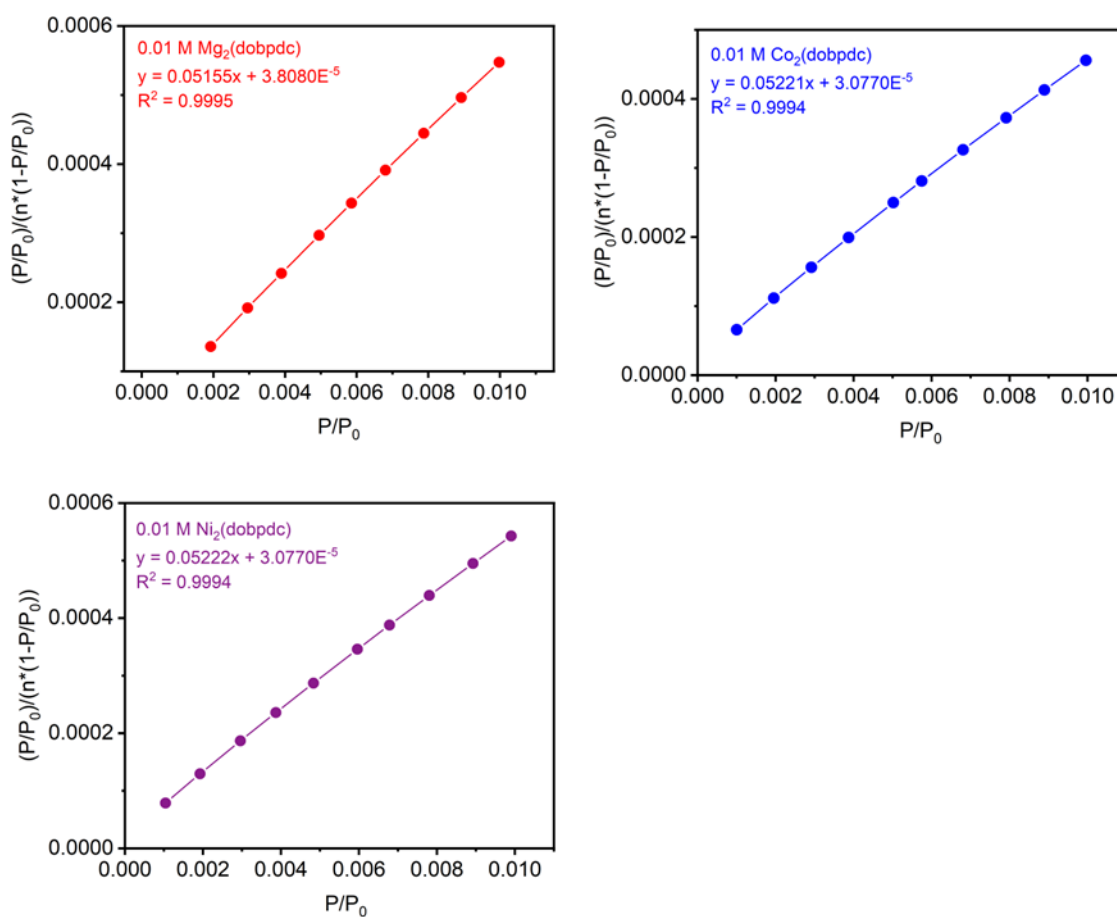 0.01 M Mg₂(dobpdc)
y = 0.05155x + 3.8080E⁻⁵
R² = 0.9995
(P/P₀)/(n*(1-P/P₀))
0.0006
0.0004
0.0002
0.000 0.002 0.004 0.006 0.008 0.010
P/P₀
0.01 M Co₂(dobpdc)
y = 0.05221x + 3.0770E⁻⁵
R² = 0.9994
(P/P₀)/(n*(1-P/P₀))
0.0004
0.0002
0.0000
0.000 0.002 0.004 0.006 0.008 0.010
P/P₀
0.01 M Ni₂(dobpdc)
y = 0.05222x + 3.0770E⁻⁵
R² = 0.9994
(P/P₀)/(n*(1-P/P₀))
0.0006
0.0004
0.0002
0.0000
0.000 0.002 0.004 0.006 0.008 0.010
P/P₀